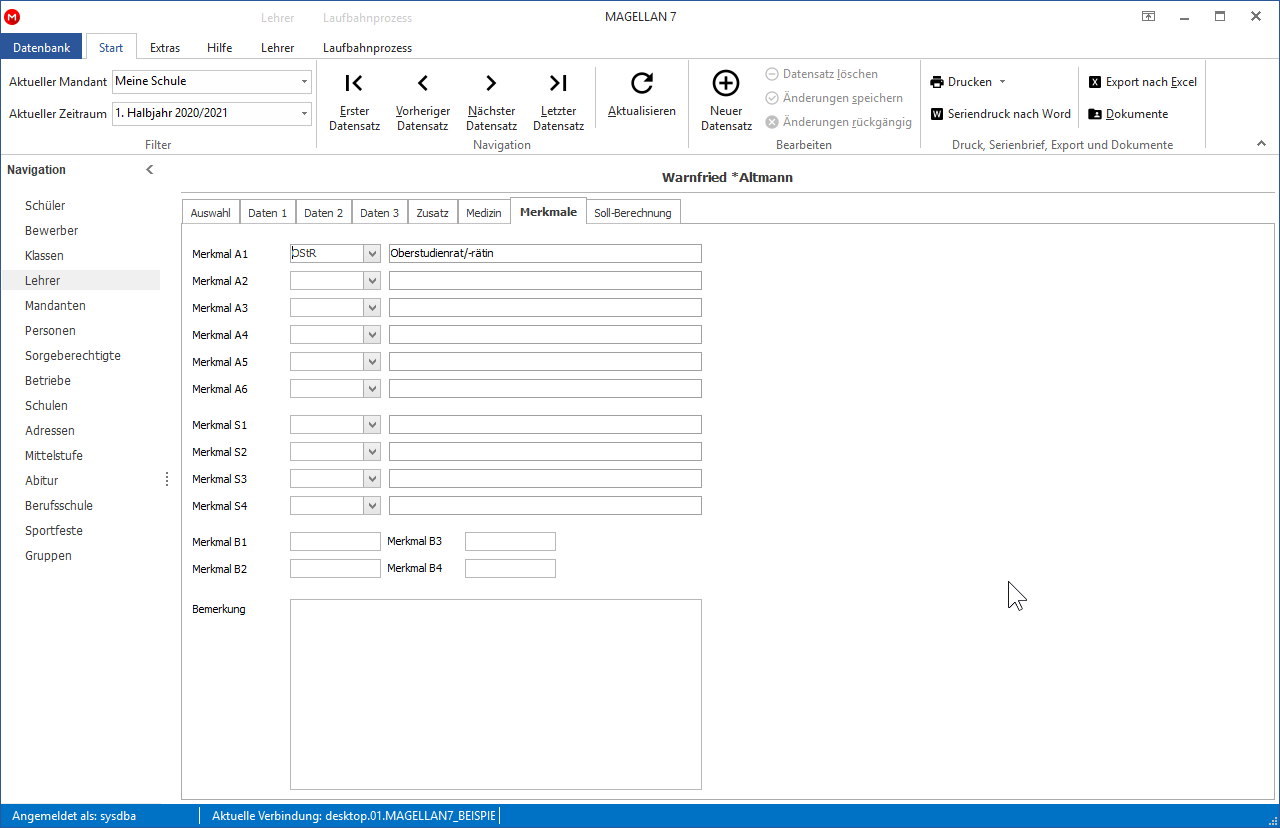 M
Lehrer Laufbahnprozess MAGELLAN 7
Datenbank Start Extras Hilfe Lehrer Laufbahnprozess
Aktueller Mandant Meine Schule
Aktueller Zeitraum 1. Halbjahr 2020/2021
Filter
Erster Datensatz
Vorheriger Datensatz
Nächster Datensatz
Letzter Datensatz
Aktualisieren
Navigation
Neuer Datensatz
Datensatz löschen
Änderungen speichern
Änderungen rückgängig
Bearbeiten
Drucken
W Seriendruck nach Word
X Export nach Excel
Dokumente
Druck, Serienbrief, Export und Dokumente
Navigation
Schüler
Bewerber
Klassen
Lehrer
Mandanten
Personen
Sorgeberechtigte
Betriebe
Schulen
Adressen
Mittelstufe
Abitur
Berufsschule
Sportfeste
Gruppen
Warnfried *Altmann
Auswahl Daten 1 Daten 2 Daten 3 Zusatz Medizin Merkmale Soll-Berechnung
Merkmal A1 OStR Oberstudienrat/-rätin
Merkmal A2
Merkmal A3
Merkmal A4
Merkmal A5
Merkmal A6
Merkmal S1
Merkmal S2
Merkmal S3
Merkmal S4
Merkmal B1 Merkmal B3
Merkmal B2 Merkmal B4
Bemerkung
Angemeldet als: sysdba Aktuelle Verbindung: desktop.01.MAGELLAN7_BEISPIE